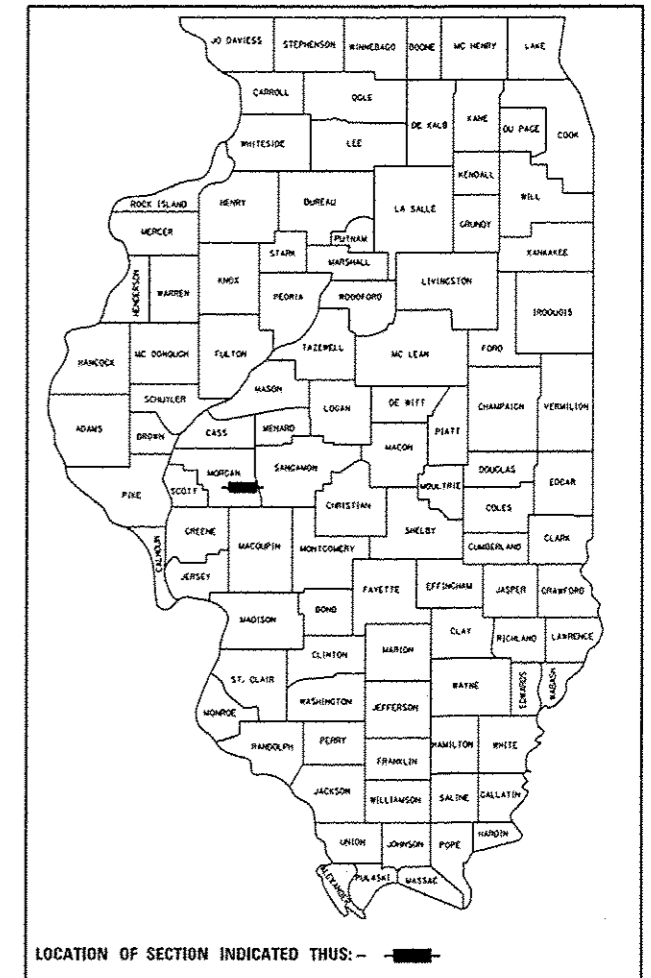 JO DAVIESS STEPHENSON WINNEBAGO BOONE MC HENRY LAKE
CARROLL OGLE DE KALB KANE DU PAGE COOK
WHITESIDE LEE KENDALL WILL
ROCK ISLAND HENRY BUREAU LA SALLE GRUNDY
MERCER PUTNAM KANKAKEE
STARK MARSHALL
HENDERSON WARREN KNOX PEORIA WOODFORD LIVINGSTON IROQUOIS
HANCOCK MC DONOUGH FULTON TAZEWELL MC LEAN FORD
SCHUYLER MASON LOGAN DE WITT CHAMPAIGN VERMILION
ADAMS BROWN CASS MENARD MACON PIATT
MORGAN SANGAMON MOULTRIE DOUGLAS EDGAR
PIKE SCOTT CHRISTIAN COLES
GREENE MACOUPIN MONTGOMERY SHELBY CUMBERLAND CLARK
CALHOUN JERSEY FAYETTE EFFINGHAM JASPER CRAWFORD
MADISON BOND CLAY RICHLAND LAWRENCE
CLINTON MARION
ST. CLAIR WASHINGTON JEFFERSON WAYNE EDWARDS WABASH
MONROE
RANDOLPH PERRY FRANKLIN HAMILTON WHITE
JACKSON WILLIAMSON SALINE GALLATIN
UNION JOHNSON POPE HARDIN
ALEXANDER PULASKI MASSAC
LOCATION OF SECTION INDICATED THUS: -